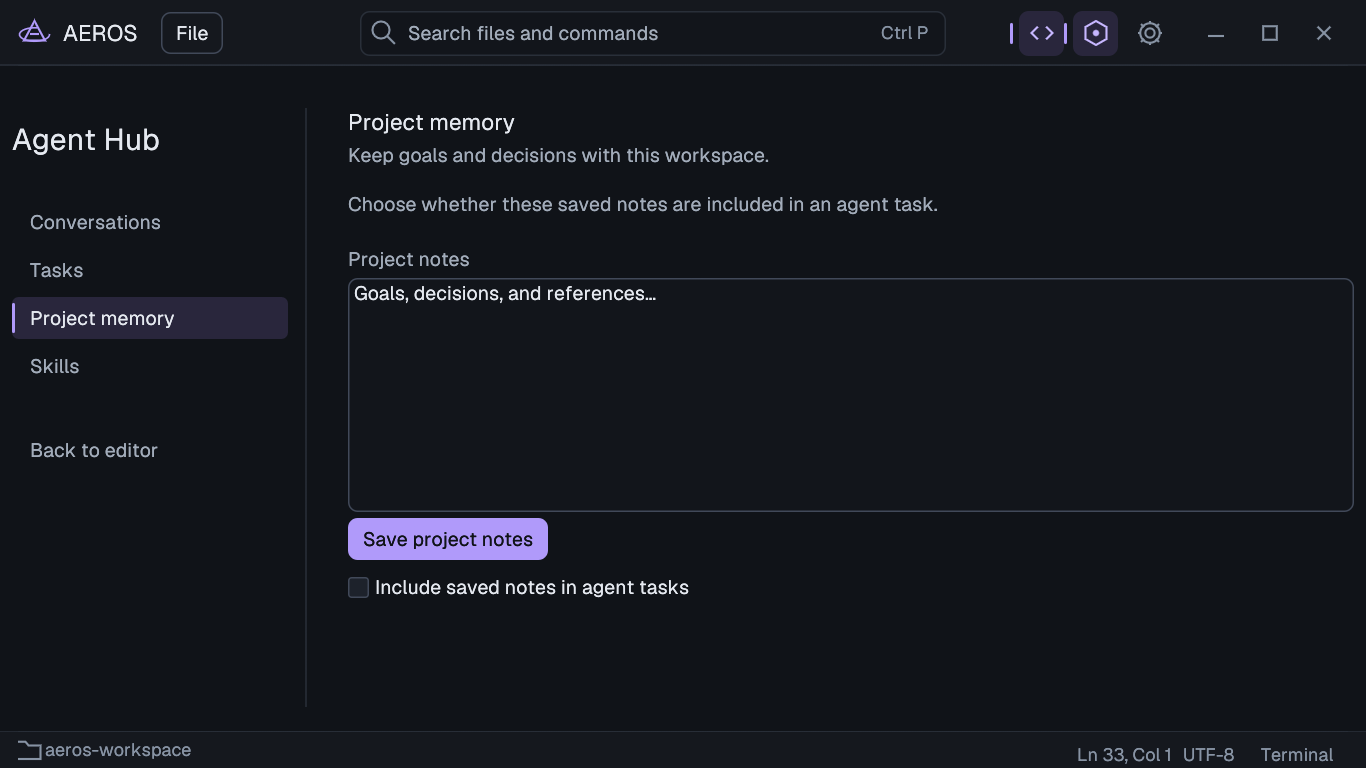 AEROS
File
Search files and commands
Ctrl P
Agent Hub
Conversations
Tasks
Project memory
Skills
Back to editor
Project memory
Keep goals and decisions with this workspace.
Choose whether these saved notes are included in an agent task.
Project notes
Goals, decisions, and references…
Save project notes
Include saved notes in agent tasks
aeros-workspace
Ln 33, Col 1
UTF-8
Terminal